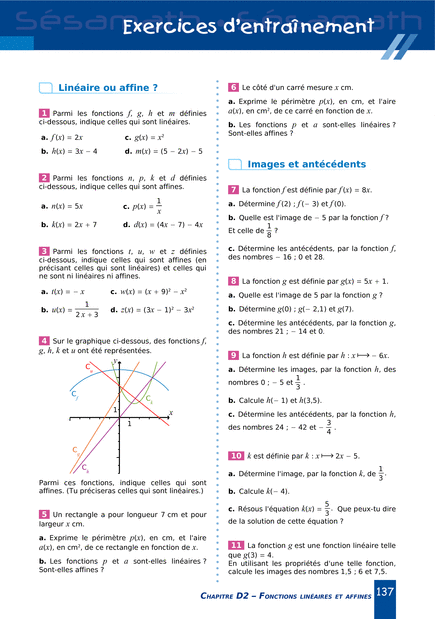 Sésamath
Exercices d'entraînement
Linéaire ou affine ?
1 Parmi les fonctions f, g, h et m définies
ci-dessous, indique celles qui sont linéaires.
a. f(x) = 2x c. g(x) = x²
b. h(x) = 3x − 4 d. m(x) = (5 − 2x) − 5
2 Parmi les fonctions n, p, k et d définies
ci-dessous, indique celles qui sont affines.
a. n(x) = 5x c. p(x) = 1/x
b. k(x) = 2x + 7 d. d(x) = (4x − 7) − 4x
3 Parmi les fonctions t, u, w et z définies
ci-dessous, indique celles qui sont affines (en
précisant celles qui sont linéaires) et celles qui
ne sont ni linéaires ni affines.
a. t(x) = − x c. w(x) = (x + 9)² − x²
b. u(x) = 1/(2x + 3) d. z(x) = (3x − 1)² − 3x²
4 Sur le graphique ci-dessous, des fonctions f,
g, h, k et u ont été représentées.
y
x
1
1
Parmi ces fonctions, indique celles qui sont
affines. (Tu préciseras celles qui sont linéaires.)
5 Un rectangle a pour longueur 7 cm et pour
largeur x cm.
a. Exprime le périmètre p(x), en cm, et l'aire
a(x), en cm², de ce rectangle en fonction de x.
b. Les fonctions p et a sont-elles linéaires ?
Sont-elles affines ?
6 Le côté d'un carré mesure x cm.
a. Exprime le périmètre p(x), en cm, et l'aire
a(x), en cm², de ce carré en fonction de x.
b. Les fonctions p et a sont-elles linéaires ?
Sont-elles affines ?
Images et antécédents
7 La fonction f est définie par f(x) = 8x.
a. Détermine f(2) ; f(− 3) et f(0).
b. Quelle est l'image de − 5 par la fonction f ?
Et celle de 1/8 ?
c. Détermine les antécédents, par la fonction f,
des nombres − 16 ; 0 et 28.
8 La fonction g est définie par g(x) = 5x + 1.
a. Quelle est l'image de 5 par la fonction g ?
b. Détermine g(0) ; g(− 2,1) et g(7).
c. Détermine les antécédents, par la fonction g,
des nombres 21 ; − 14 et 0.
9 La fonction h est définie par h : x ⟼ − 6x.
a. Détermine les images, par la fonction h, des
nombres 0 ; − 5 et 1/3 .
b. Calcule h(− 1) et h(3,5).
c. Détermine les antécédents, par la fonction h,
des nombres 24 ; − 42 et − 3/4 .
10 k est définie par k : x ⟼ 2x − 5.
a. Détermine l'image, par la fonction k, de 1/3.
b. Calcule k(− 4).
c. Résous l'équation k(x) = 5/3. Que peux-tu dire
de la solution de cette équation ?
11 La fonction g est une fonction linéaire telle
que g(3) = 4.
En utilisant les propriétés d'une telle fonction,
calcule les images des nombres 1,5 ; 6 et 7,5.
CHAPITRE D2 – FONCTIONS LINÉAIRES ET AFFINES 137